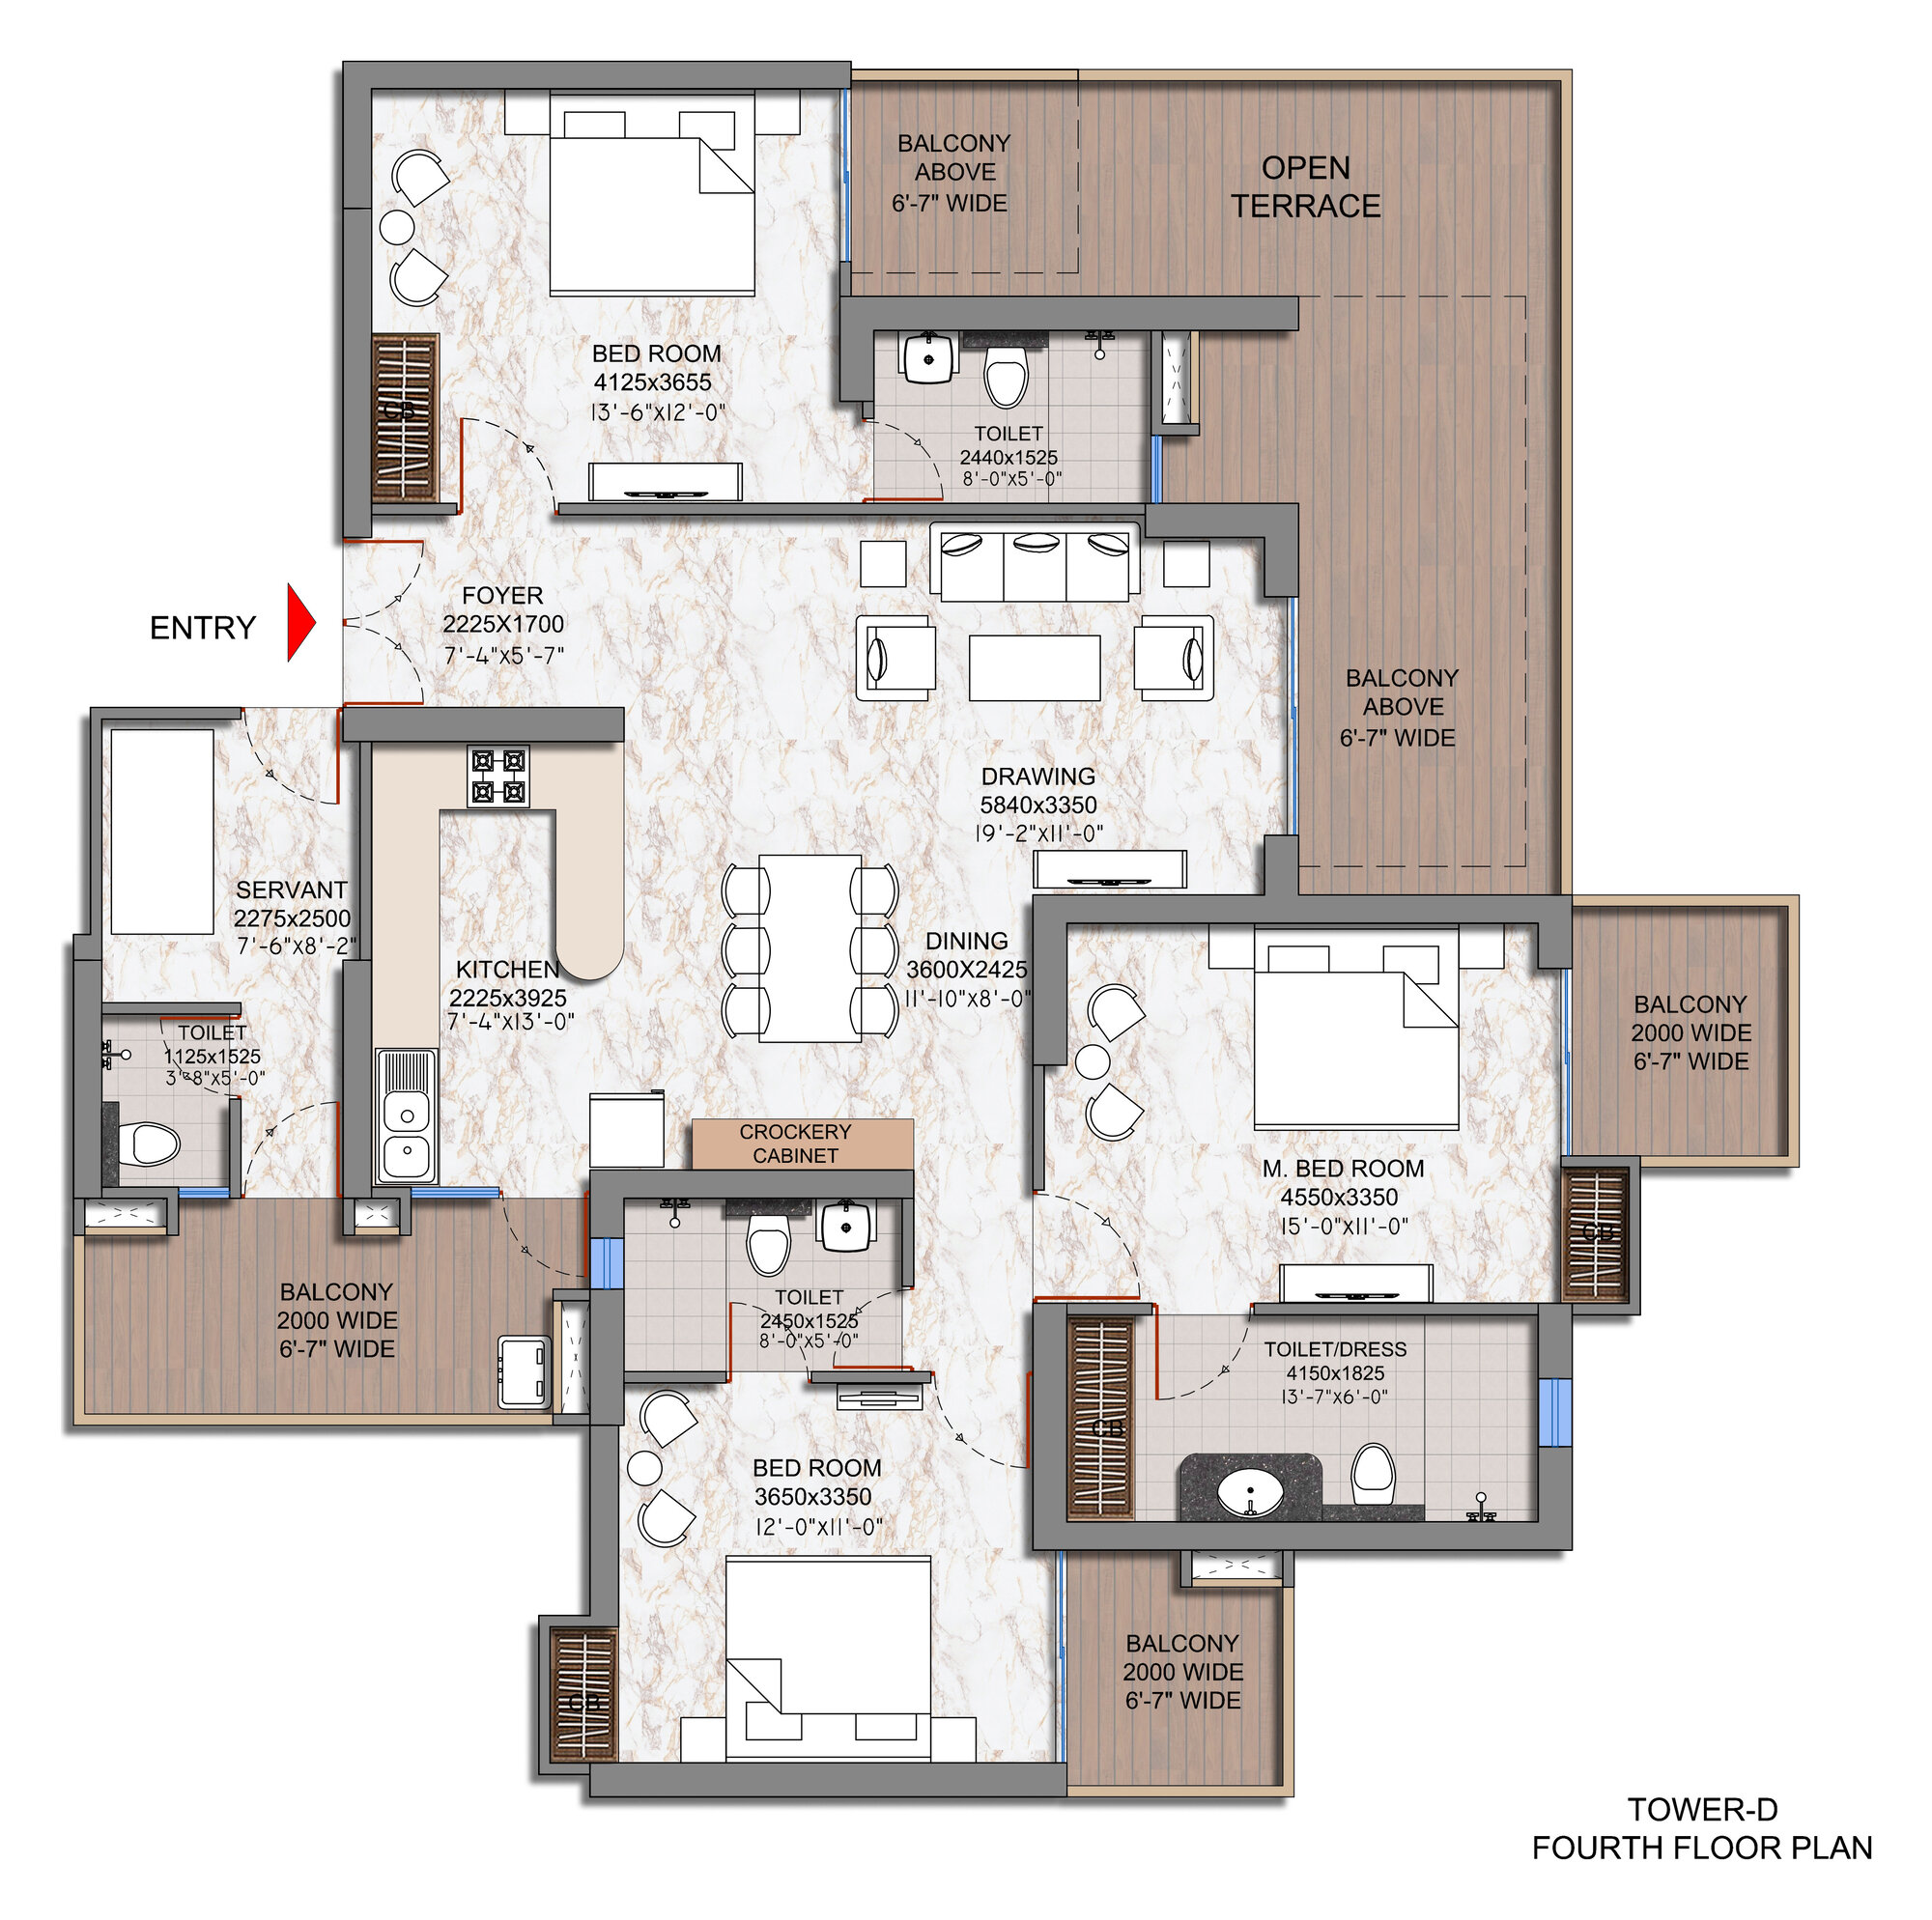 BALCONY
ABOVE
6'-7" WIDE
OPEN
TERRACE
BED ROOM
4125x3655
13'-6"x12'-0"
CB
TOILET
2440x1525
8'-0"x5'-0"
ENTRY
FOYER
2225X1700
7'-4"x5'-7"
BALCONY
ABOVE
6'-7" WIDE
DRAWING
5840x3350
19'-2"x11'-0"
SERVANT
2275x2500
7'-6"x8'-2"
KITCHEN
2225x3925
7'-4"x13'-0"
DINING
3600X2425
11'-10"x8'-0"
BALCONY
2000 WIDE
6'-7" WIDE
TOILET
1125x1525
3'-8"x5'-0"
CROCKERY
CABINET
M. BED ROOM
4550x3350
15'-0"x11'-0"
CB
BALCONY
2000 WIDE
6'-7" WIDE
TOILET
2450x1525
8'-0"x5'-0"
TOILET/DRESS
4150x1825
13'-7"x6'-0"
CB
BED ROOM
3650x3350
12'-0"x11'-0"
CB
BALCONY
2000 WIDE
6'-7" WIDE
TOWER-D
FOURTH FLOOR PLAN